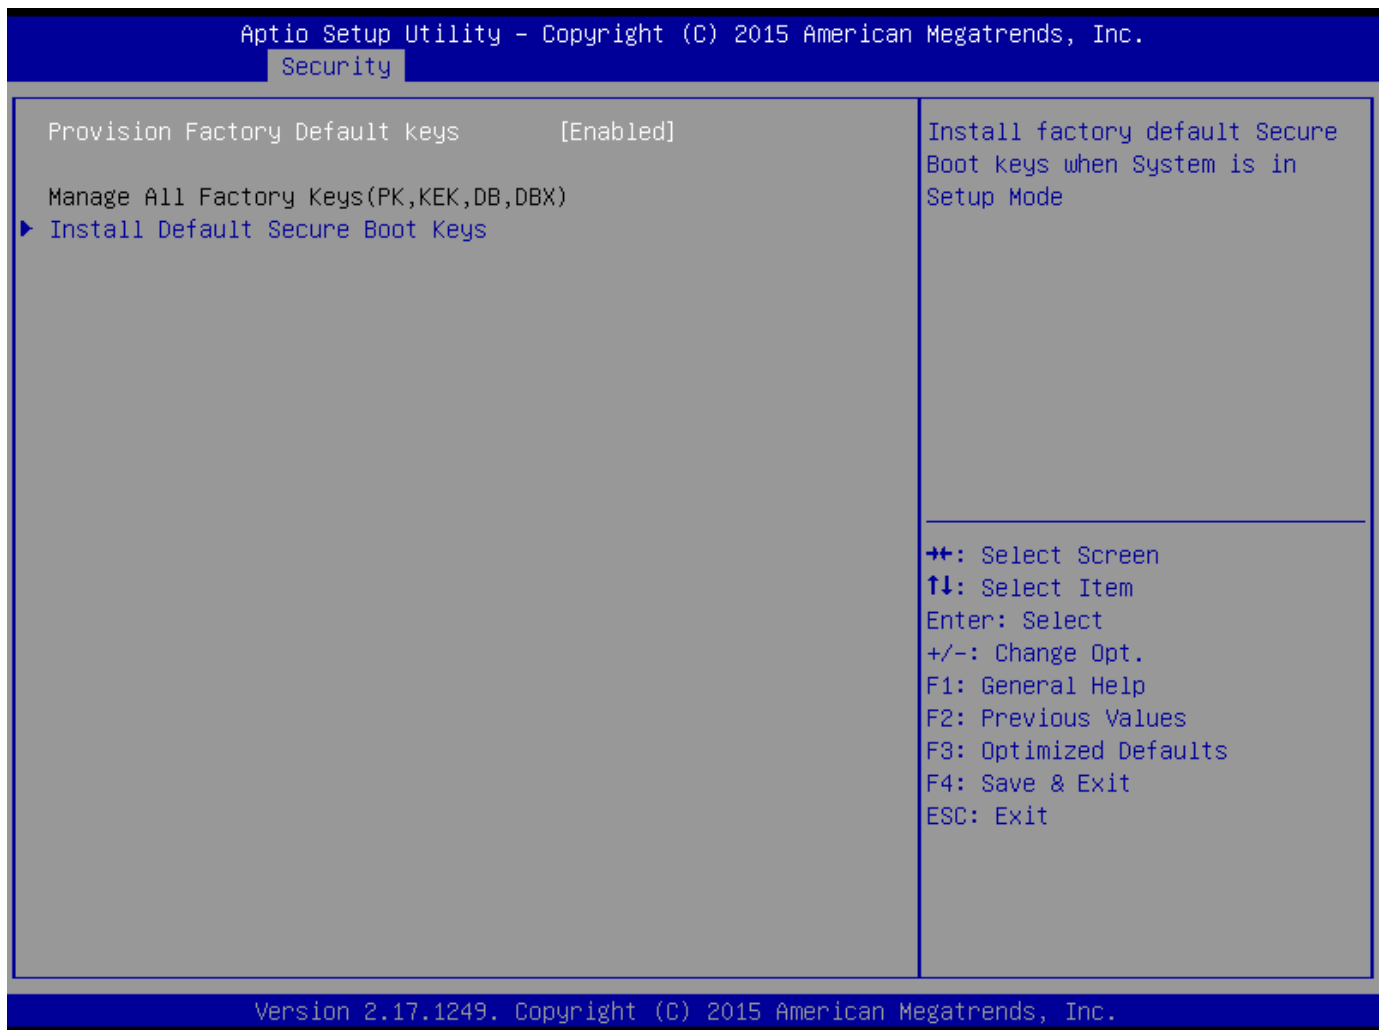 Aptio Setup Utility – Copyright (C) 2015 American Megatrends, Inc.
Security
Provision Factory Default keys [Enabled]
Manage All Factory Keys(PK,KEK,DB,DBX)
▶ Install Default Secure Boot Keys
Install factory default Secure
Boot keys when System is in
Setup Mode
→←: Select Screen
↑↓: Select Item
Enter: Select
+/-: Change Opt.
F1: General Help
F2: Previous Values
F3: Optimized Defaults
F4: Save & Exit
ESC: Exit
Version 2.17.1249. Copyright (C) 2015 American Megatrends, Inc.